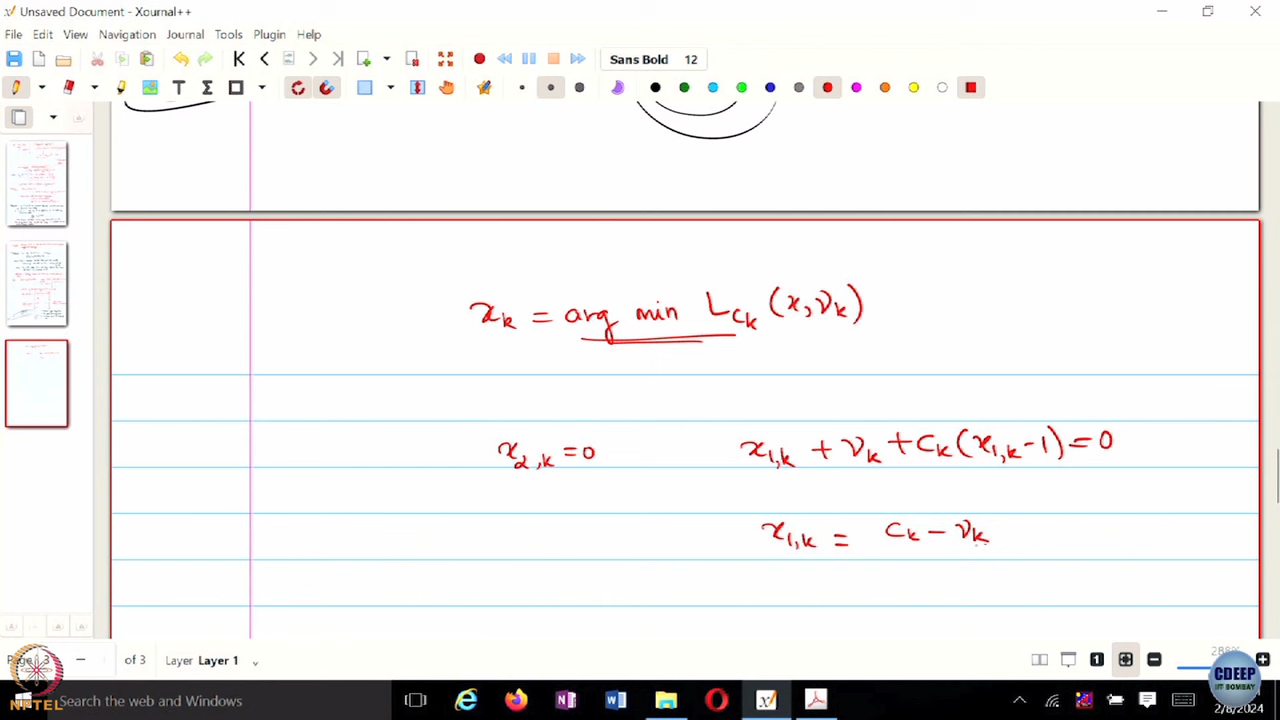 Unsaved Document - Xournal++
File Edit View Navigation Journal Tools Plugin Help
Sans Bold 12
x_k = arg min L_{c_k}(x, ν_k)
x_{2,k} = 0 x_{1,k} + ν_k + c_k(x_{1,k} - 1) = 0
x_{1,k} = c_k - ν_k
of 3 Layer Layer 1
288%
NPTEL
Search the web and Windows
CDEEP
IIT BOMBAY
2/8/2024